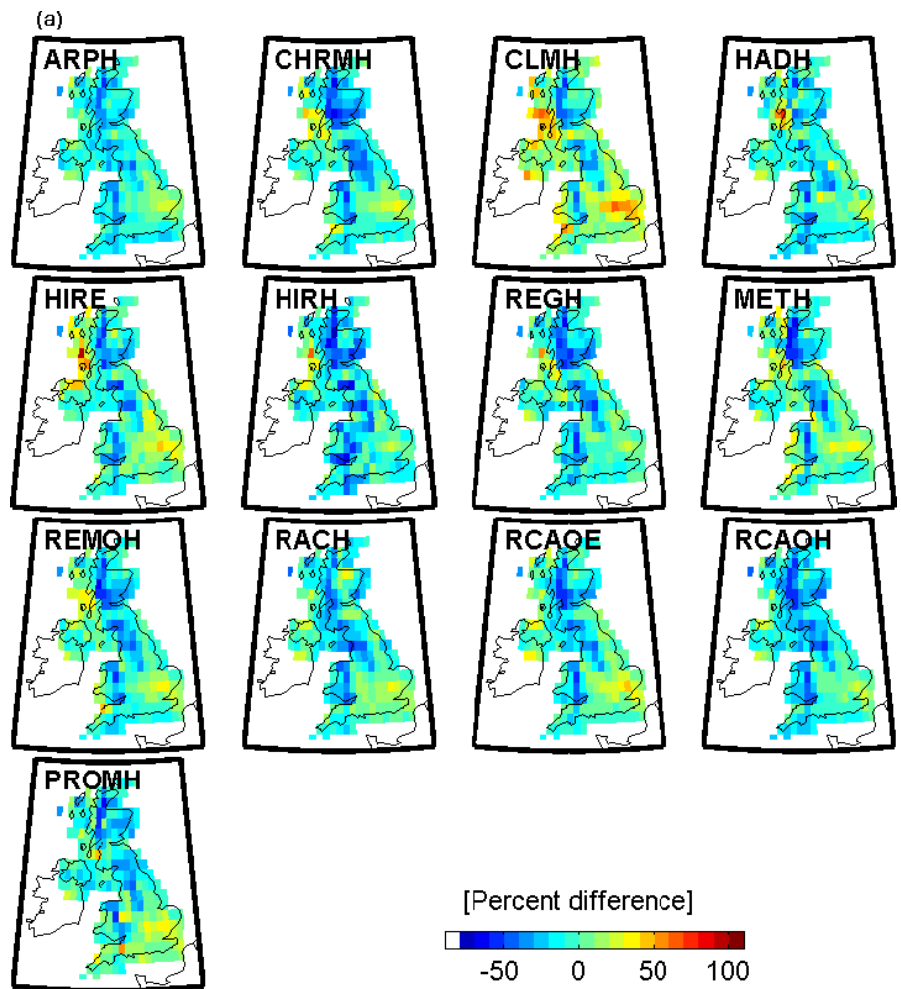 (a)
ARPH CHRMH CLMH HADH
HIRE HIRH REGH METH
REMOH RACH RCAOE RCAOH
PROMH
[Percent difference]
-50 0 50 100